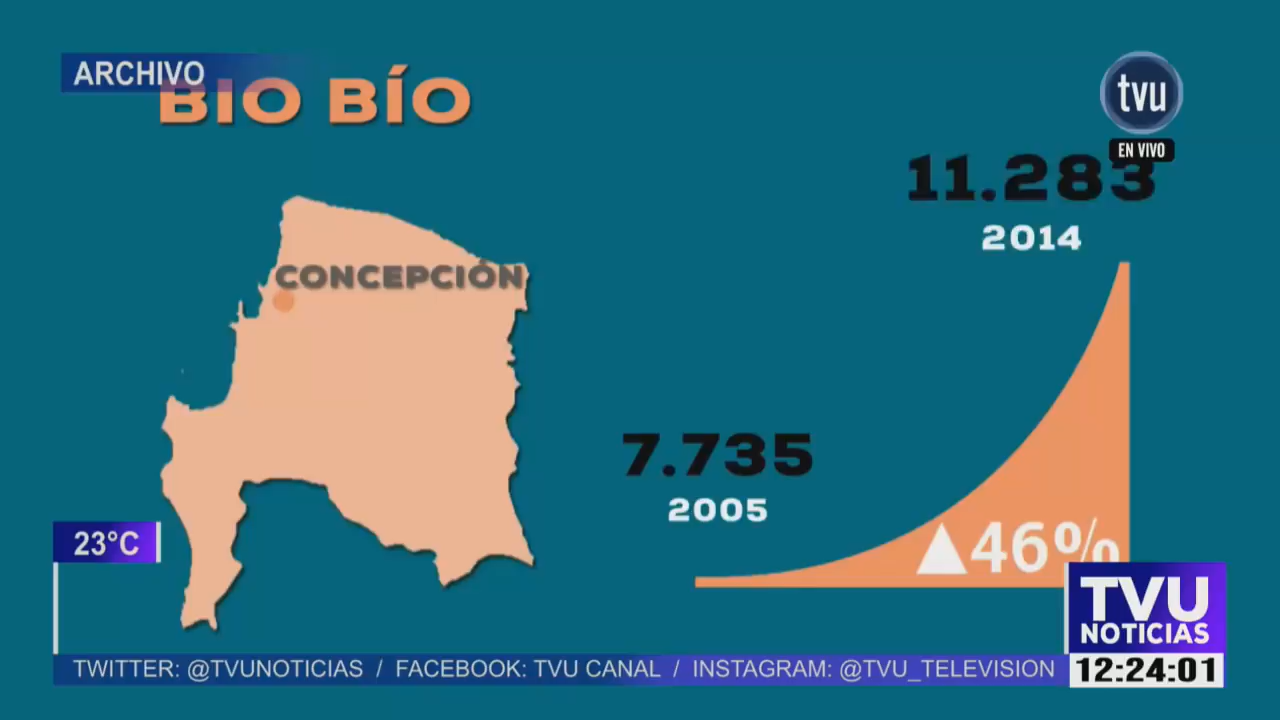 ARCHIVO
BIO BÍO
tvu
EN VIVO
11.283
2014
CONCEPCIÓN
7.735
2005
▲46%
23°C
TVU
NOTICIAS
TWITTER: @TVUNOTICIAS / FACEBOOK: TVU CANAL / INSTAGRAM: @TVU_TELEVISION
12:24:01